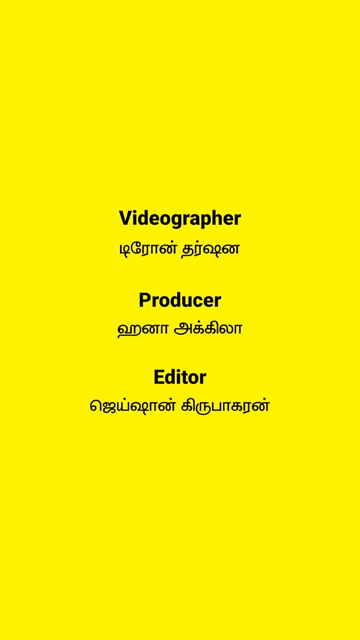 Videographer
டிரோன் தர்ஷன
Producer
ஹனா அக்கிலா
Editor
ஜெய்ஷான் கிருபாகரன்